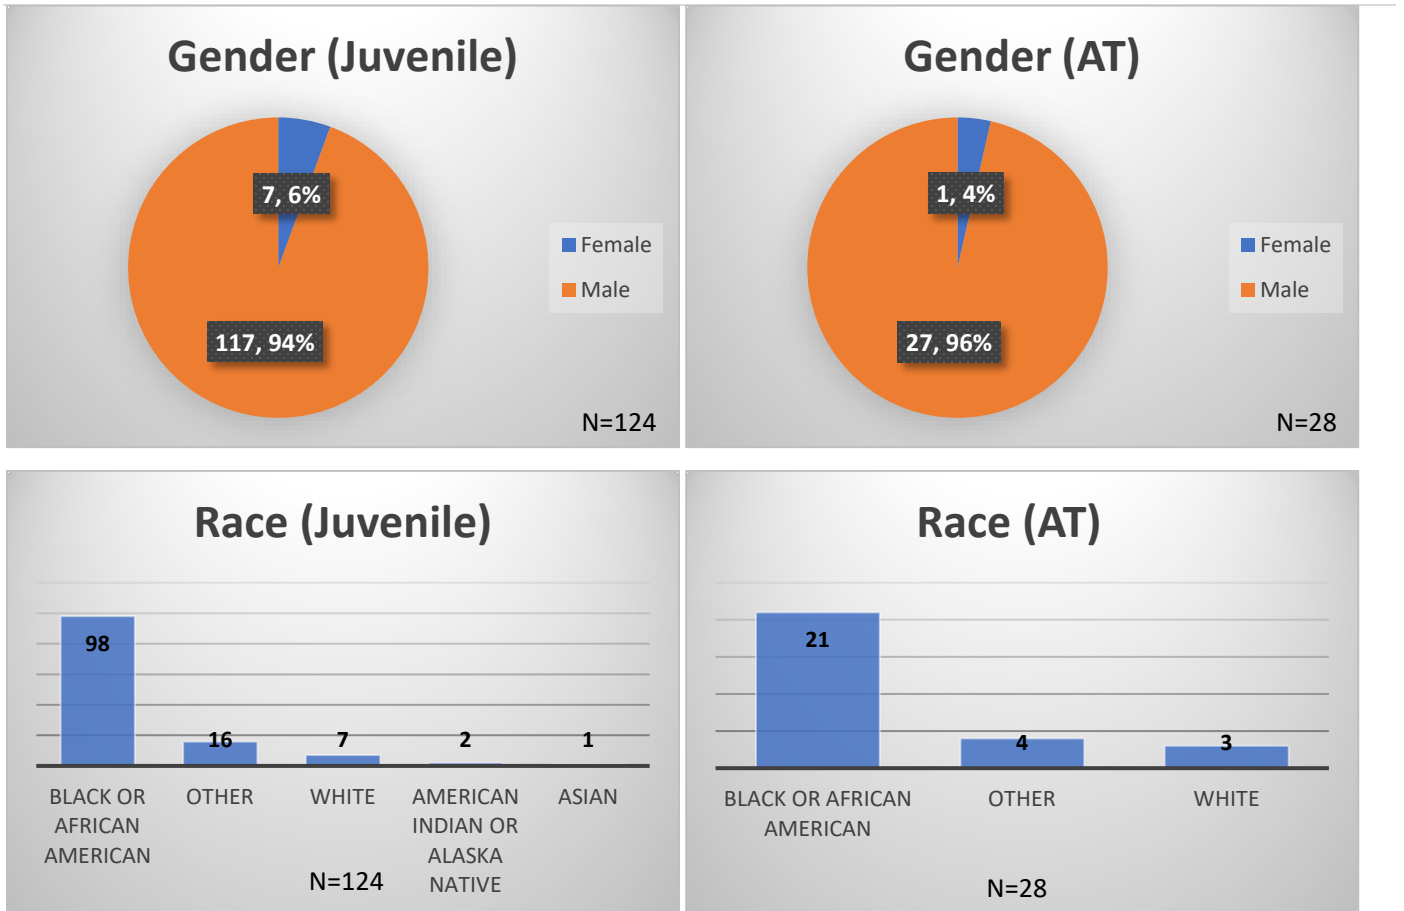 Gender (Juvenile)
7, 6%
117, 94%
Female
Male
N=124
Gender (AT)
1, 4%
27, 96%
Female
Male
N=28
Race (Juvenile)
98
16
7
2
1
BLACK OR
AFRICAN
AMERICAN
OTHER
WHITE
AMERICAN
INDIAN OR
ALASKA
NATIVE
ASIAN
N=124
Race (AT)
21
4
3
BLACK OR AFRICAN
AMERICAN
OTHER
WHITE
N=28